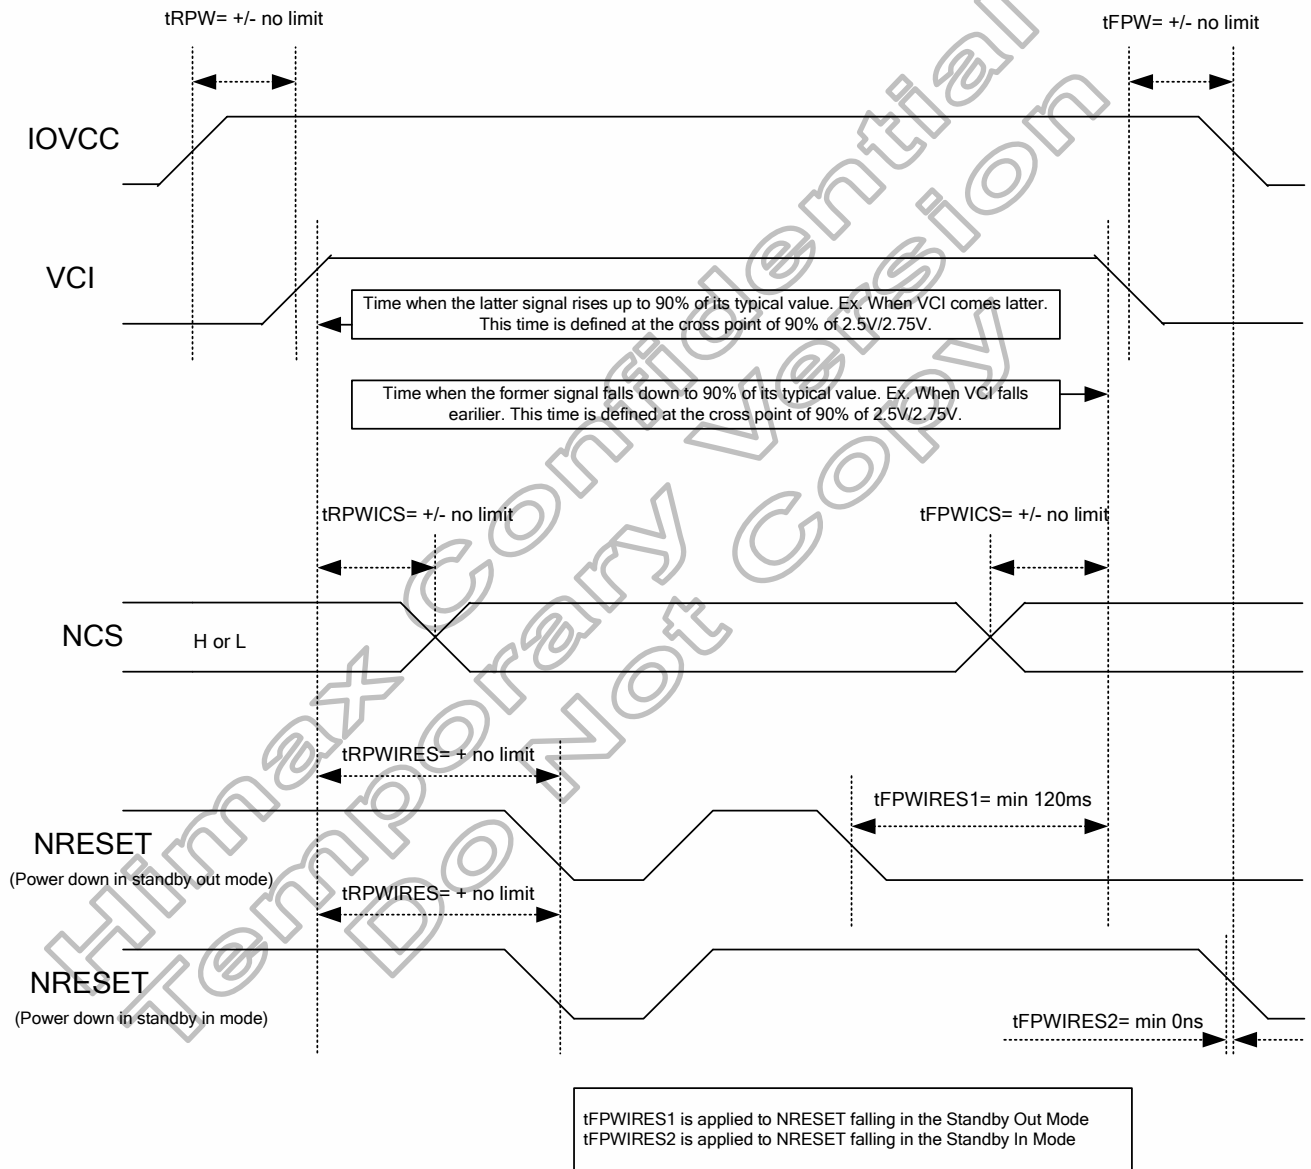 tRPW= +/- no limit
tFPW= +/- no limit
IOVCC
VCI
Time when the latter signal rises up to 90% of its typical value. Ex. When VCI comes latter.
This time is defined at the cross point of 90% of 2.5V/2.75V.
Time when the former signal falls down to 90% of its typical value. Ex. When VCI falls
earilier. This time is defined at the cross point of 90% of 2.5V/2.75V.
tRPWICS= +/- no limit
tFPWICS= +/- no limit
NCS
H or L
tRPWIRES= + no limit
tFPWIRES1= min 120ms
NRESET
(Power down in standby out mode)
tRPWIRES= + no limit
NRESET
(Power down in standby in mode)
tFPWIRES2= min 0ns
tFPWIRES1 is applied to NRESET falling in the Standby Out Mode
tFPWIRES2 is applied to NRESET falling in the Standby In Mode
Himax Confidential
Temporary Version
Do Not Copy